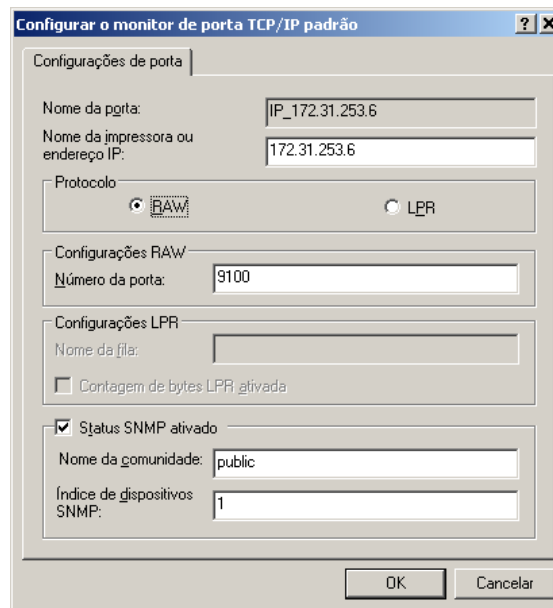 Configurar o monitor de porta TCP/IP padrão
Configurações de porta
Nome da porta:
IP_172.31.253.6
Nome da impressora ou
endereço IP:
172.31.253.6
Protocolo
RAW
LPR
Configurações RAW
Número da porta:
9100
Configurações LPR
Nome da fila:
Contagem de bytes LPR ativada
Status SNMP ativado
Nome da comunidade:
public
Índice de dispositivos
SNMP:
1
OK
Cancelar